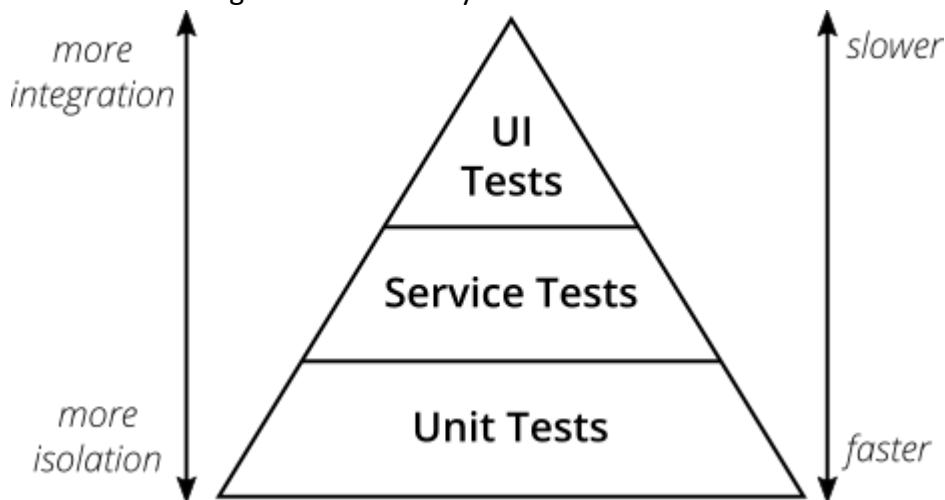 more
integration
slower
UI
Tests
Service Tests
Unit Tests
more
isolation
faster